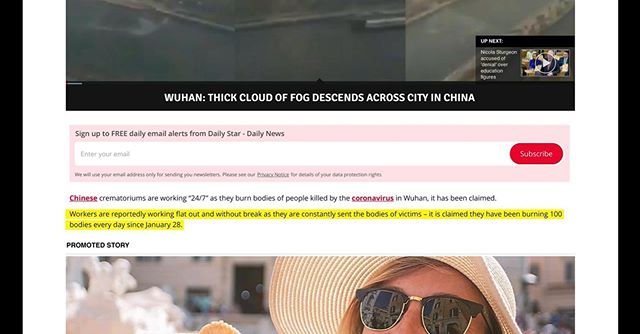 UP NEXT:
Nicola Sturgeon
accused of
'denial' over
education
figures
WUHAN: THICK CLOUD OF FOG DESCENDS ACROSS CITY IN CHINA
Sign up to FREE daily email alerts from Daily Star - Daily News
Enter your email
Subscribe
We will use your email address only for sending you newsletters. Please see our Privacy Notice for details of your data protection rights
Chinese crematoriums are working “24/7” as they burn bodies of people killed by the coronavirus in Wuhan, it has been claimed.
Workers are reportedly working flat out and without break as they are constantly sent the bodies of victims – it is claimed they have been burning 100
bodies every day since January 28.
PROMOTED STORY